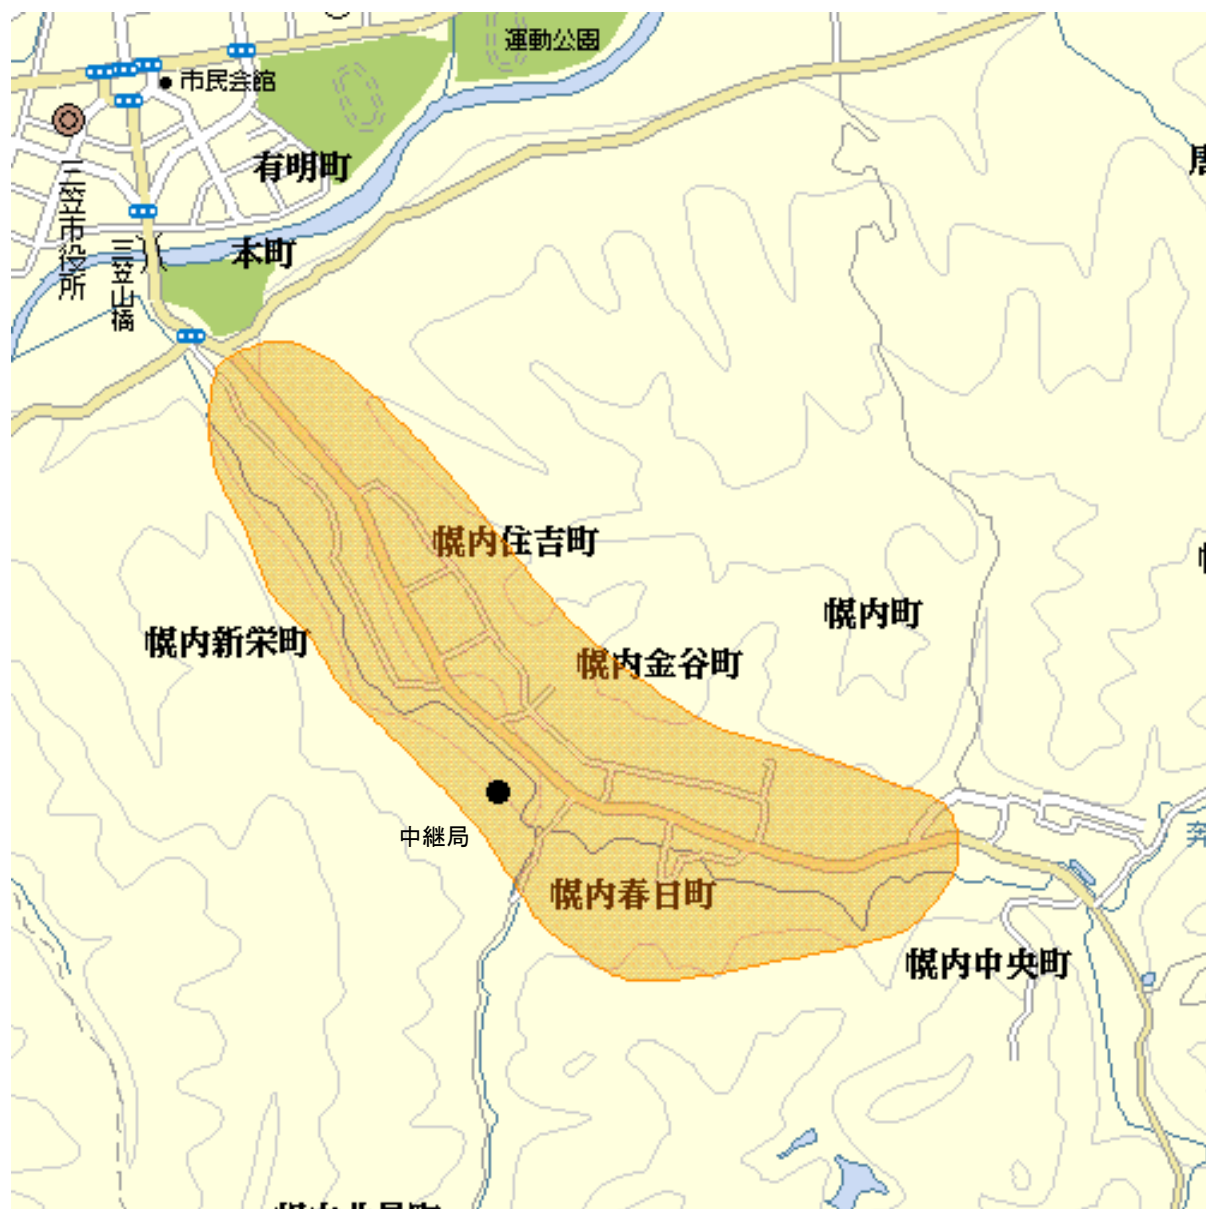 運動公園
市民会館
有明町
三笠市役所
本町
三笠山橋
幌内住吉町
幌内町
幌内新栄町
幌内金谷町
中継局
幌内春日町
幌内中央町